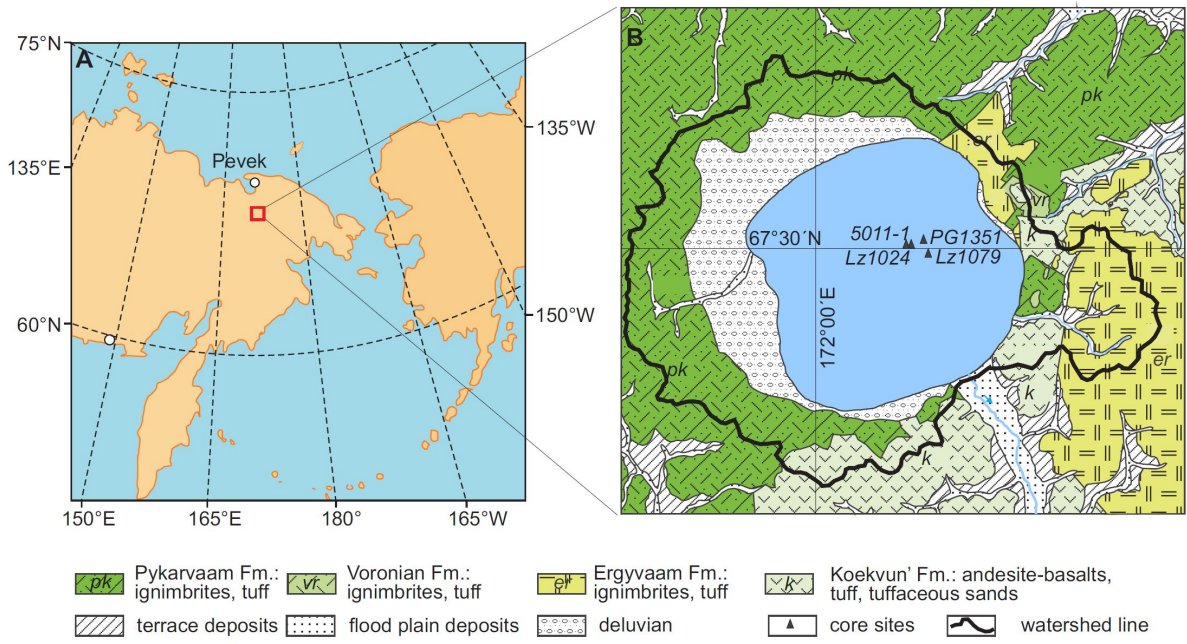 75°N
A
135°W
Pevek
135°E
150°W
60°N
150°E
165°E
180°
165°W
B
pk
pk
er
vr
k
5011-1
PG1351
67°30´N
Lz1024
Lz1079
172°00´E
pk
er
k
k
pk
Pykarvaam Fm.:
ignimbrites, tuff
vr
Voronian Fm.:
ignimbrites, tuff
er
Ergyvaam Fm.:
ignimbrites, tuff
k
Koekvun' Fm.: andesite-basalts,
tuff, tuffaceous sands
terrace deposits
flood plain deposits
deluvian
core sites
watershed line